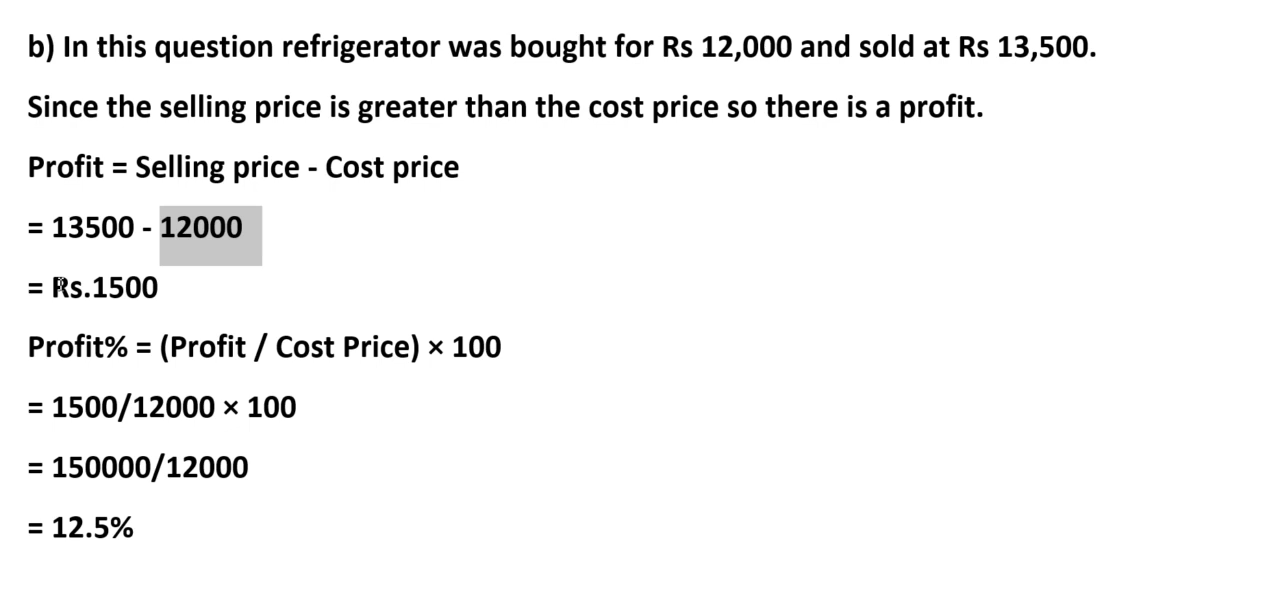 b) In this question refrigerator was bought for Rs 12,000 and sold at Rs 13,500.
Since the selling price is greater than the cost price so there is a profit.
Profit = Selling price - Cost price
= 13500 - 12000
= Rs.1500
Profit% = (Profit / Cost Price) × 100
= 1500/12000 × 100
= 150000/12000
= 12.5%